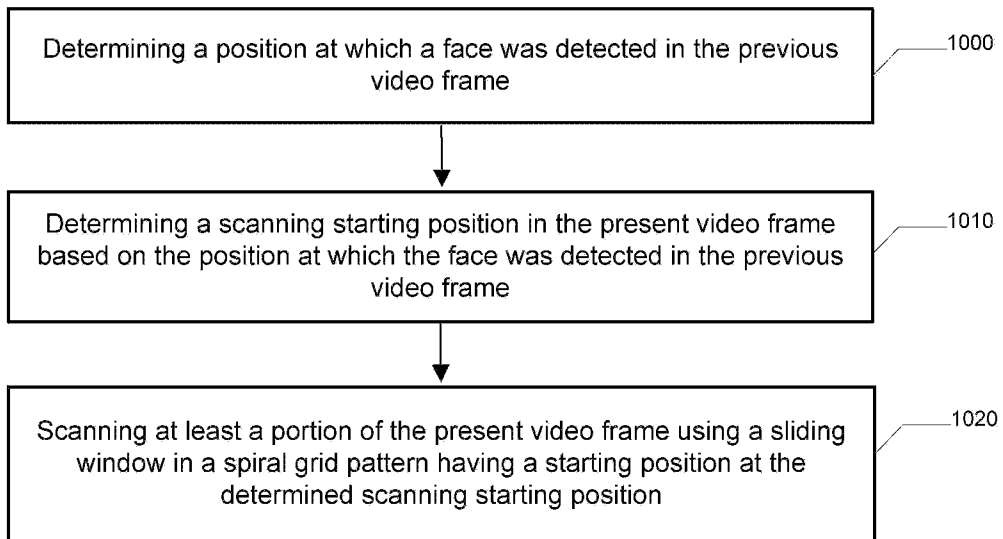 Determining a position at which a face was detected in the previous
video frame
1000
Determining a scanning starting position in the present video frame
based on the position at which the face was detected in the previous
video frame
1010
Scanning at least a portion of the present video frame using a sliding
window in a spiral grid pattern having a starting position at the
determined scanning starting position
1020